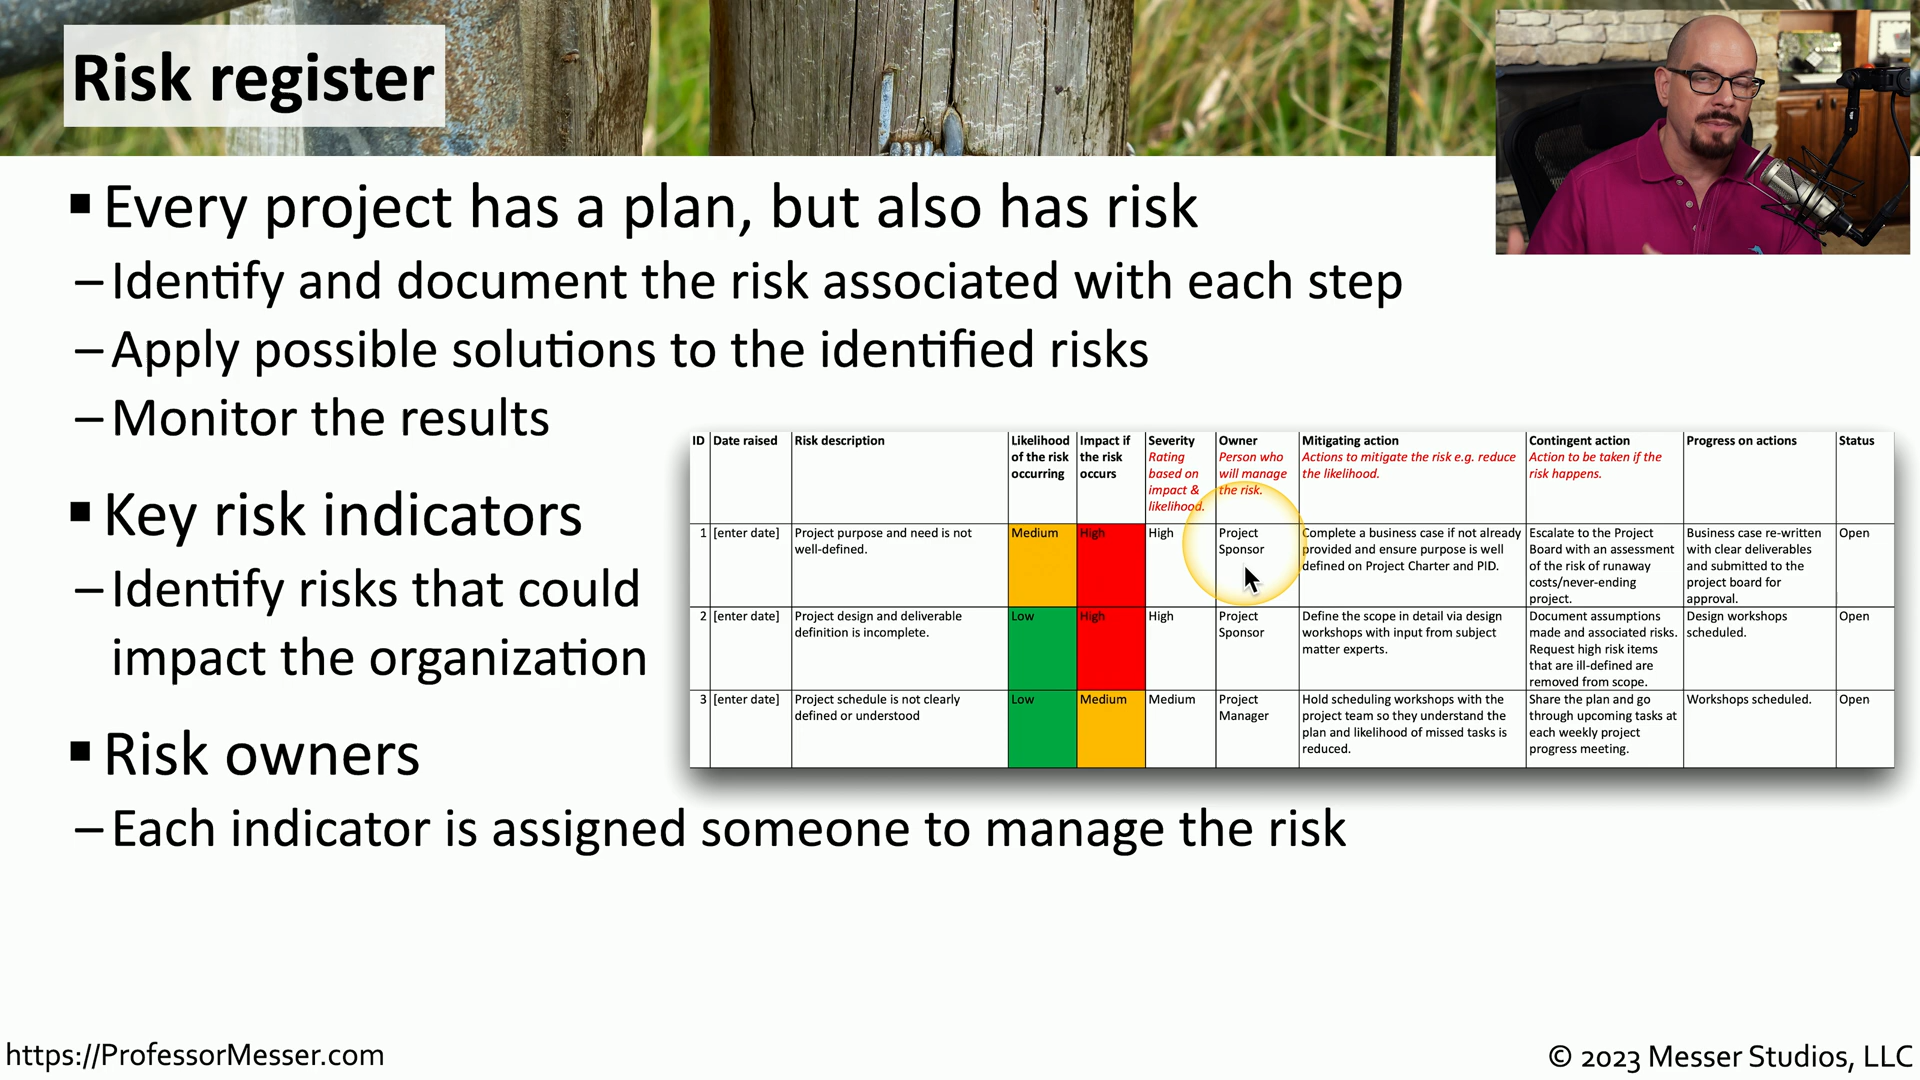 Risk register
▪ Every project has a plan, but also has risk
– Identify and document the risk associated with each step
– Apply possible solutions to the identified risks
– Monitor the results
▪ Key risk indicators
– Identify risks that could
impact the organization
▪ Risk owners
– Each indicator is assigned someone to manage the risk
ID
Date raised
Risk description
Likelihood
of the risk
occurring
Impact if
the risk
occurs
Severity
Rating
based on
impact &
likelihood.
Owner
Person who
will manage
the risk.
Mitigating action
Actions to mitigate the risk e.g. reduce
the likelihood.
Contingent action
Action to be taken if the
risk happens.
Progress on actions
Status
1
[enter date]
Project purpose and need is not
well-defined.
Medium
High
High
Project
Sponsor
Complete a business case if not already
provided and ensure purpose is well
defined on Project Charter and PID.
Escalate to the Project
Board with an assessment
of the risk of runaway
costs/never-ending
project.
Business case re-written
with clear deliverables
and submitted to the
project board for
approval.
Open
2
[enter date]
Project design and deliverable
definition is incomplete.
Low
High
High
Project
Sponsor
Define the scope in detail via design
workshops with input from subject
matter experts.
Document assumptions
made and associated risks.
Request high risk items
that are ill-defined are
removed from scope.
Design workshops
scheduled.
Open
3
[enter date]
Project schedule is not clearly
defined or understood
Low
Medium
Medium
Project
Manager
Hold scheduling workshops with the
project team so they understand the
plan and likelihood of missed tasks is
reduced.
Share the plan and go
through upcoming tasks at
each weekly project
progress meeting.
Workshops scheduled.
Open
https://ProfessorMesser.com
© 2023 Messer Studios, LLC